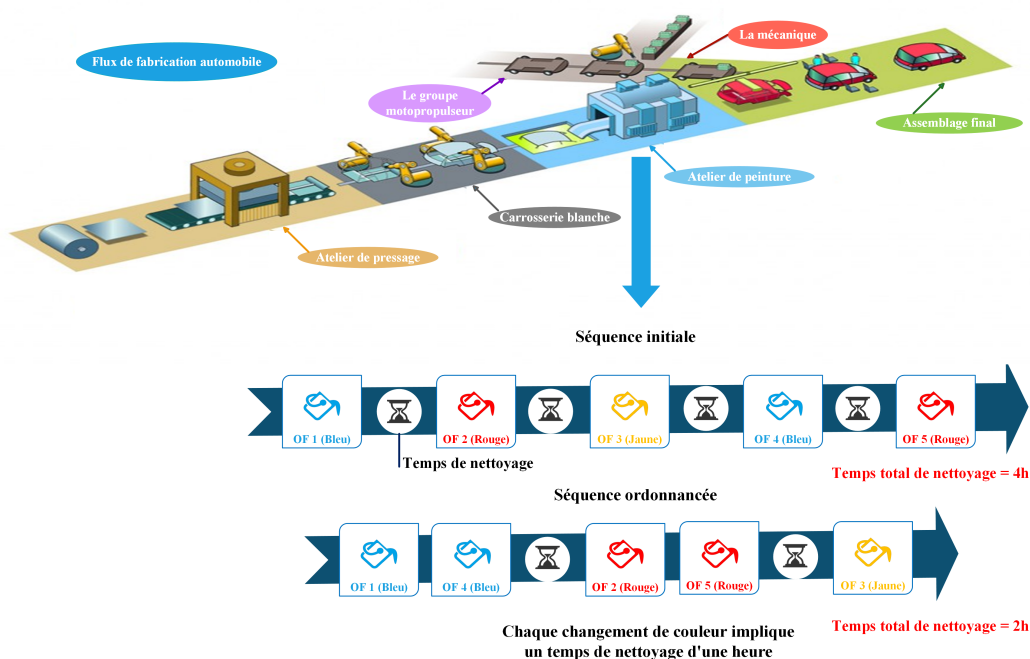 Flux de fabrication automobile
La mécanique
Le groupe
motopropulseur
Assemblage final
Atelier de peinture
Carrosserie blanche
Atelier de pressage
Séquence initiale
OF 1 (Bleu)
OF 2 (Rouge)
OF 3 (Jaune)
OF 4 (Bleu)
OF 5 (Rouge)
Temps de nettoyage
Temps total de nettoyage = 4h
Séquence ordonnancée
OF 1 (Bleu)
OF 4 (Bleu)
OF 2 (Rouge)
OF 5 (Rouge)
OF 3 (Jaune)
Temps total de nettoyage = 2h
Chaque changement de couleur implique
un temps de nettoyage d'une heure